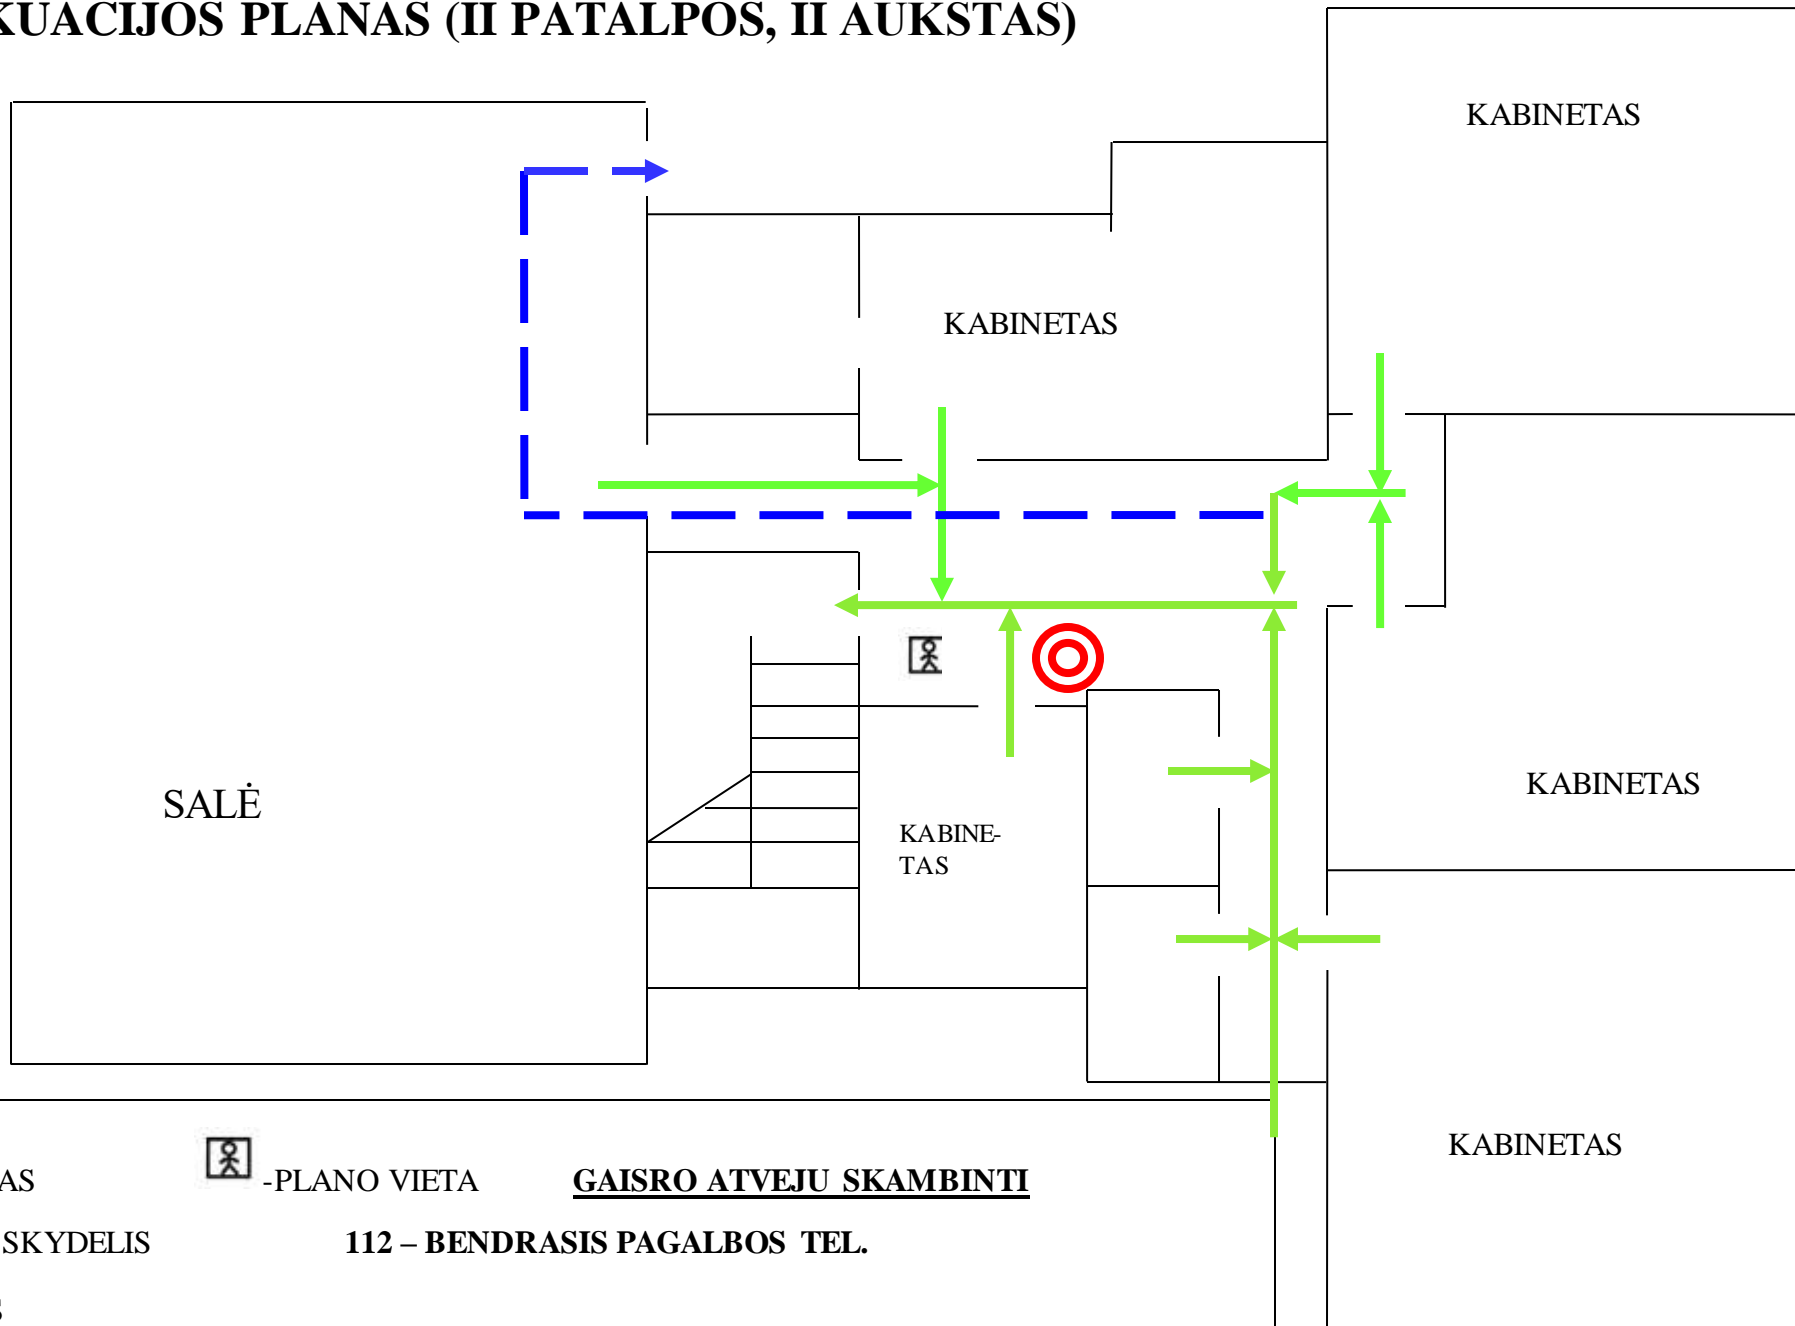 KUACIJOS PLANAS (II PATALPOS, II AUKSTAS)
KABINETAS
KABINETAS
SALĖ
KABINETAS
KABINE-
TAS
KABINETAS
AS
-PLANO VIETA
GAISRO ATVEJU SKAMBINTI
SKYDELIS
112 – BENDRASIS PAGALBOS TEL.